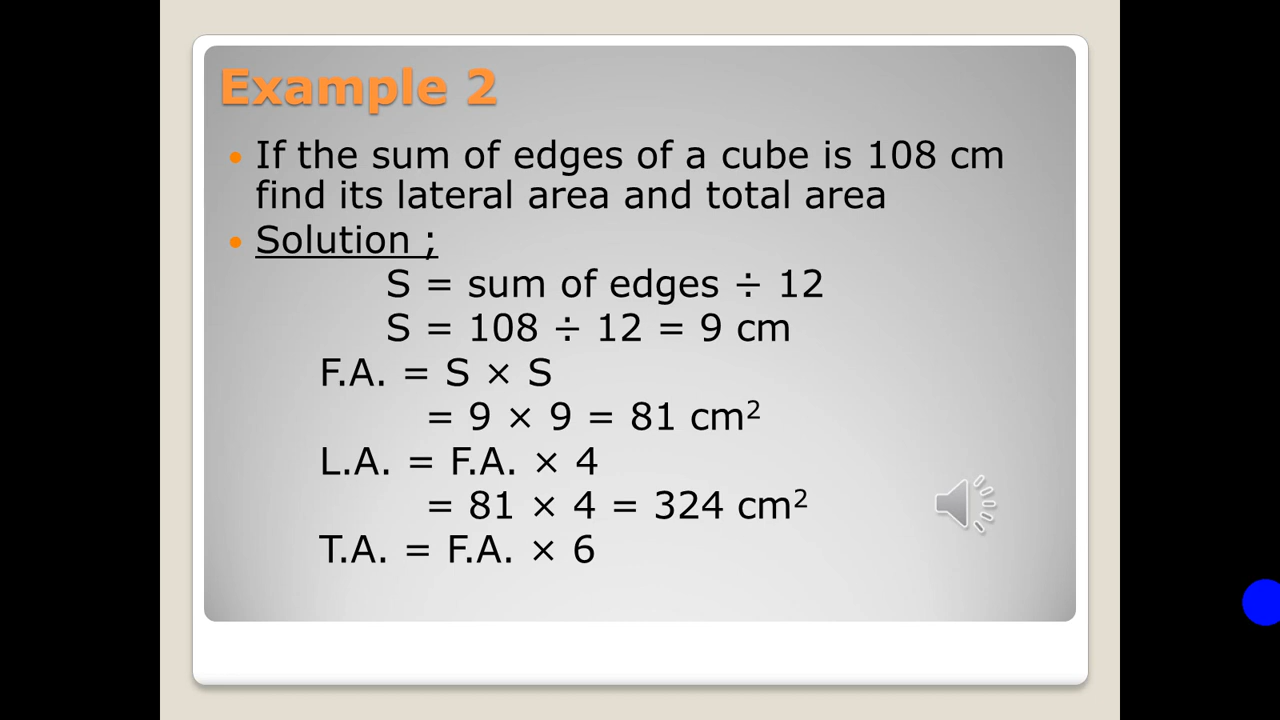 Example 2
• If the sum of edges of a cube is 108 cm
find its lateral area and total area
• Solution ;
S = sum of edges ÷ 12
S = 108 ÷ 12 = 9 cm
F.A. = S × S
= 9 × 9 = 81 cm²
L.A. = F.A. × 4
= 81 × 4 = 324 cm²
T.A. = F.A. × 6